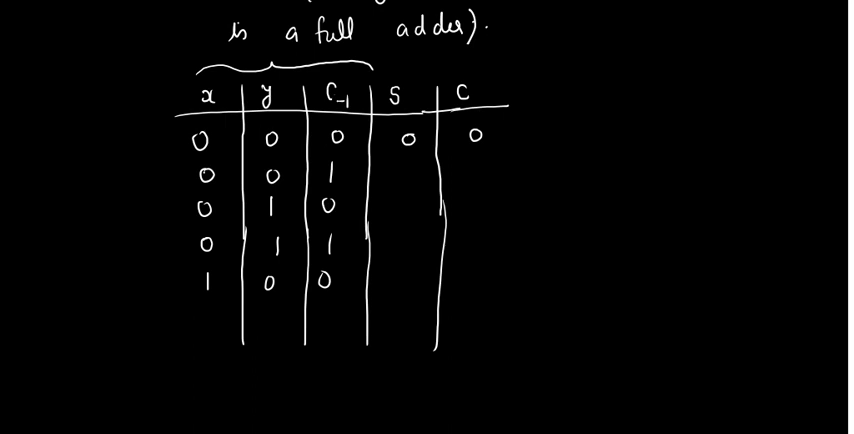 is a full adder).
x y C-1 S C
0 0 0 0 0
0 0 1
0 1 0
0 1 1
1 0 0